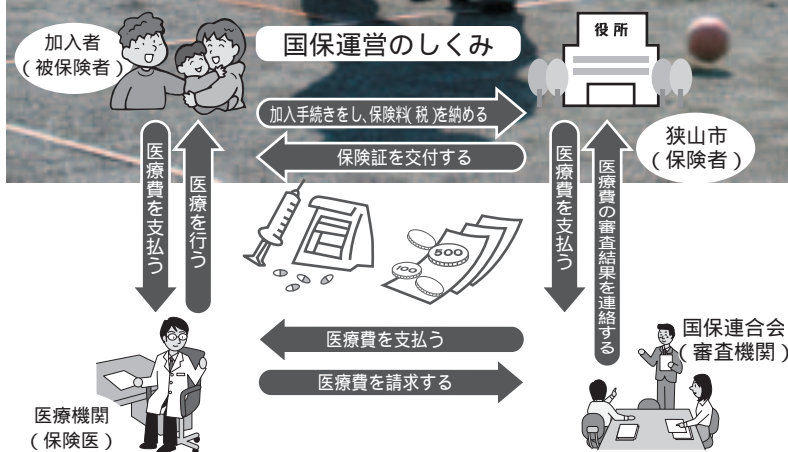 国保運営のしくみ
加入者
（被保険者）
役所
加入手続きをし、保険料（税）を納める
保険証を交付する
狭山市
（保険者）
医療費を支払う
医療を行う
医療費を支払う
医療費の審査結果を連絡する
500
100
医療費を支払う
医療費を請求する
国保連合会
（審査機関）
医療機関
（保険医）